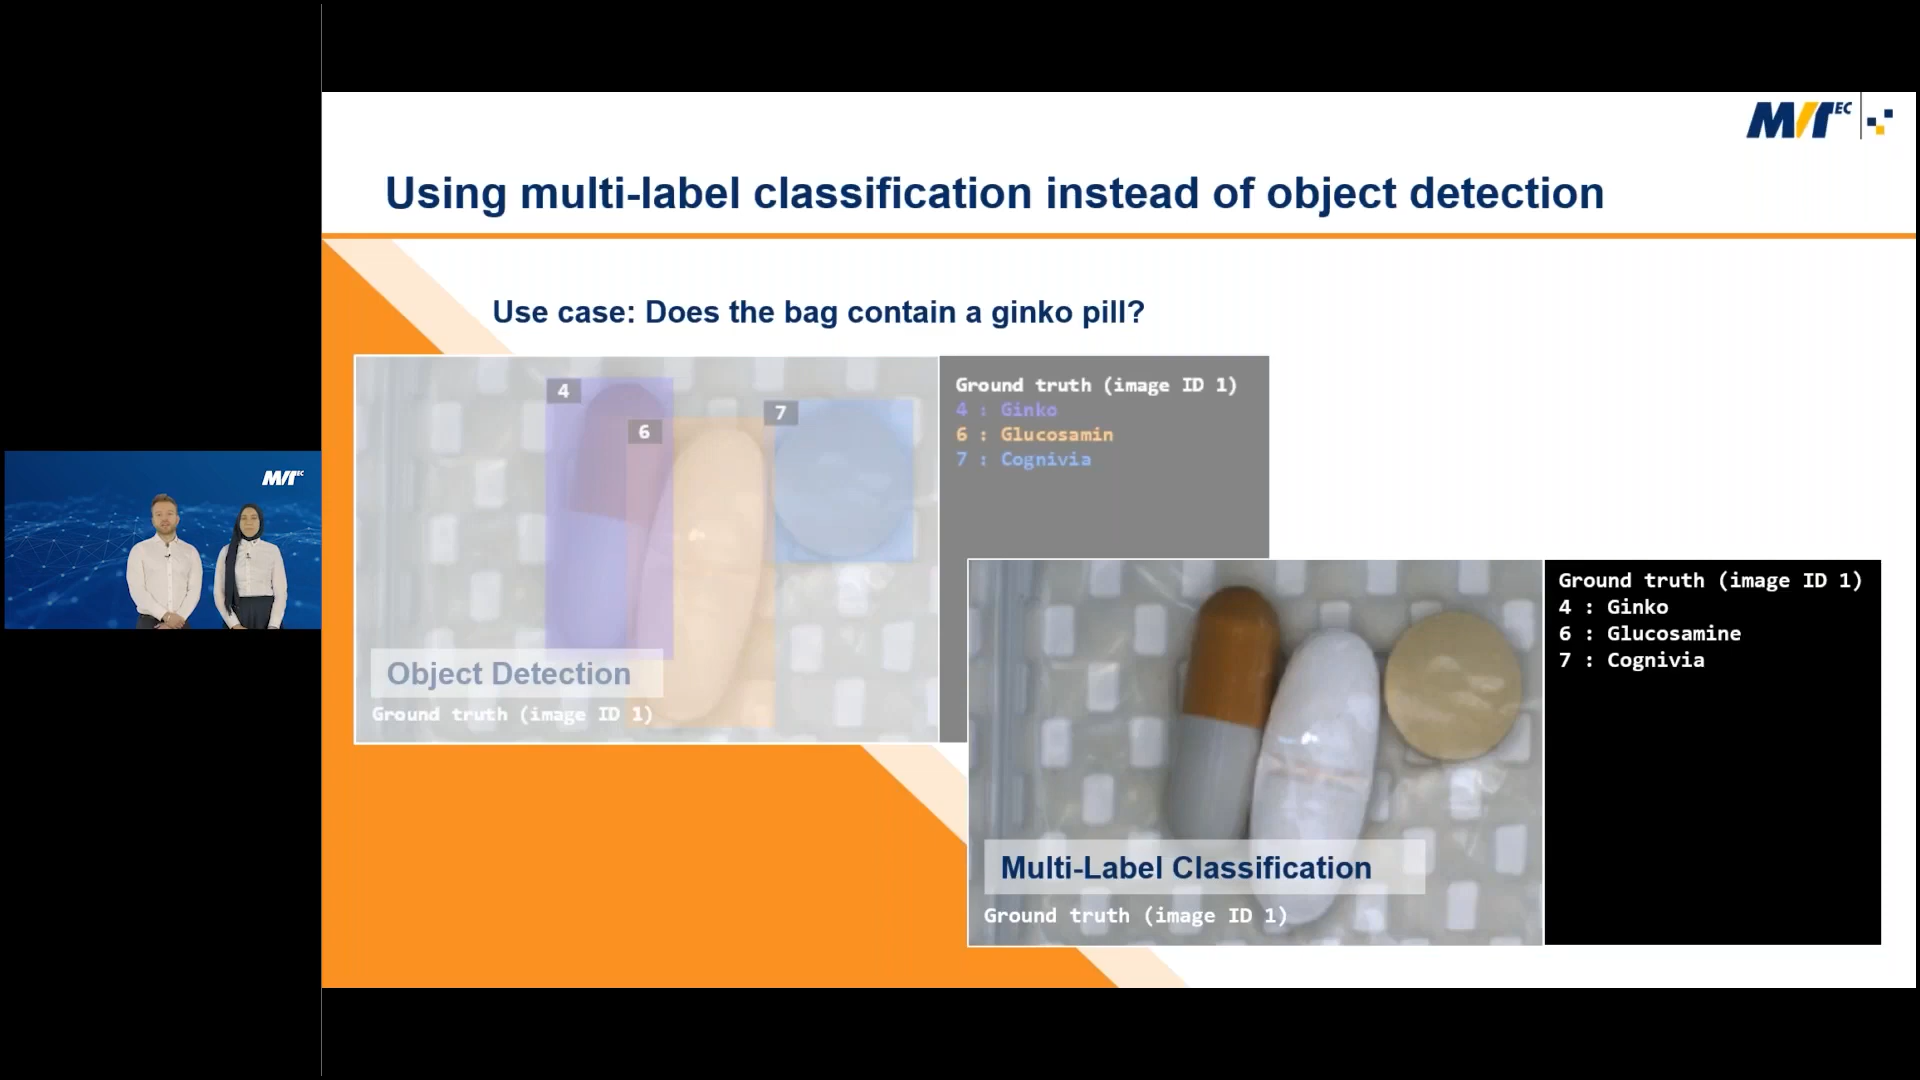 MVTEC
Using multi-label classification instead of object detection
Use case: Does the bag contain a ginko pill?
4
6
7
Object Detection
Ground truth (image ID 1)
Ground truth (image ID 1)
4 : Ginko
6 : Glucosamin
7 : Cognivia
MVTEC
Multi-Label Classification
Ground truth (image ID 1)
Ground truth (image ID 1)
4 : Ginko
6 : Glucosamine
7 : Cognivia